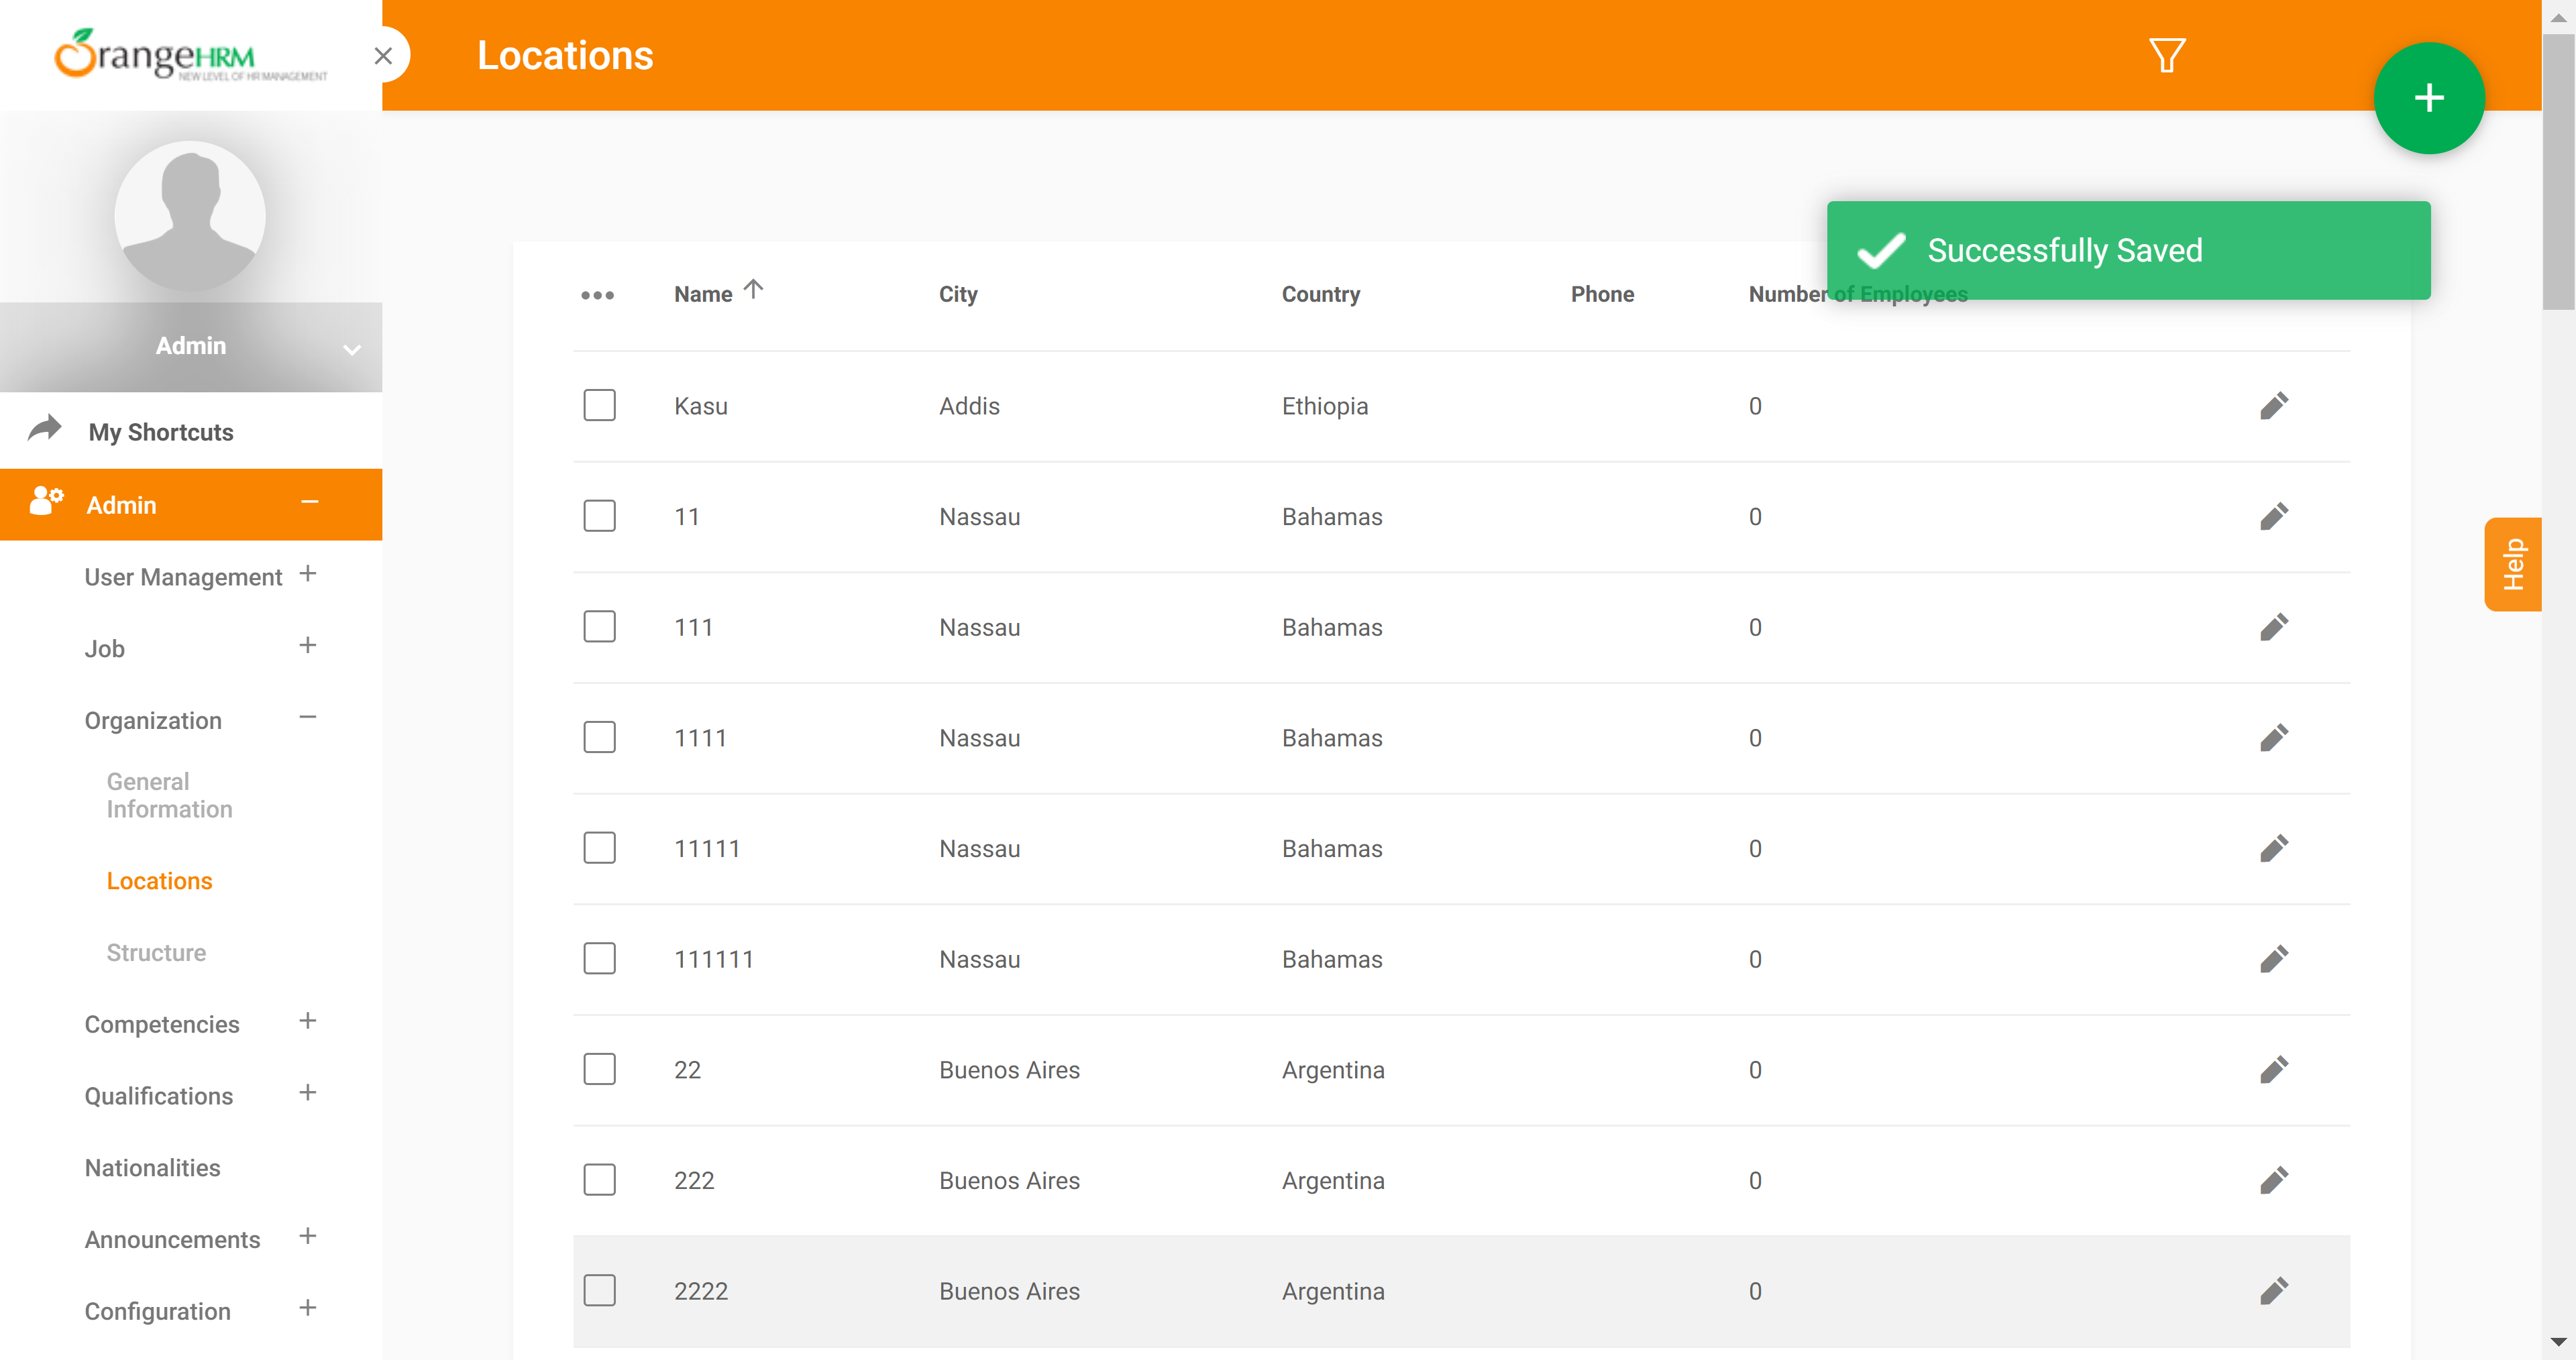 OrangeHRM
NEW LEVEL OF HR MANAGEMENT
Locations
Successfully Saved
Admin
My Shortcuts
Admin
User Management
Job
Organization
General
Information
Locations
Structure
Competencies
Qualifications
Nationalities
Announcements
Configuration
Name City Country Phone Number of Employees
Kasu Addis Ethiopia 0
11 Nassau Bahamas 0
111 Nassau Bahamas 0
1111 Nassau Bahamas 0
11111 Nassau Bahamas 0
111111 Nassau Bahamas 0
22 Buenos Aires Argentina 0
222 Buenos Aires Argentina 0
2222 Buenos Aires Argentina 0
Help